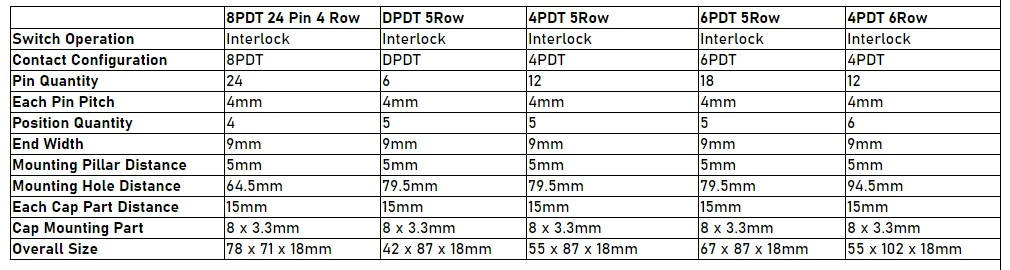 8PDT 24 Pin 4 Row DPDT 5Row 4PDT 5Row 6PDT 5Row 4PDT 6Row
Switch Operation Interlock Interlock Interlock Interlock Interlock
Contact Configuration 8PDT DPDT 4PDT 6PDT 4PDT
Pin Quantity 24 6 12 18 12
Each Pin Pitch 4mm 4mm 4mm 4mm 4mm
Position Quantity 4 5 5 5 6
End Width 9mm 9mm 9mm 9mm 9mm
Mounting Pillar Distance 5mm 5mm 5mm 5mm 5mm
Mounting Hole Distance 64.5mm 79.5mm 79.5mm 79.5mm 94.5mm
Each Cap Part Distance 15mm 15mm 15mm 15mm 15mm
Cap Mounting Part 8 x 3.3mm 8 x 3.3mm 8 x 3.3mm 8 x 3.3mm 8 x 3.3mm
Overall Size 78 x 71 x 18mm 42 x 87 x 18mm 55 x 87 x 18mm 67 x 87 x 18mm 55 x 102 x 18mm